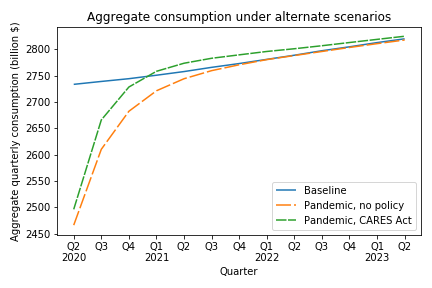 Aggregate consumption under alternate scenarios
Aggregate quarterly consumption (billion $)
2800
2750
2700
2650
2600
2550
2500
2450
Baseline
Pandemic, no policy
Pandemic, CARES Act
Q2 Q3 Q4 Q1 Q2 Q3 Q4 Q1 Q2 Q3 Q4 Q1 Q2
2020 2021 2022 2023
Quarter